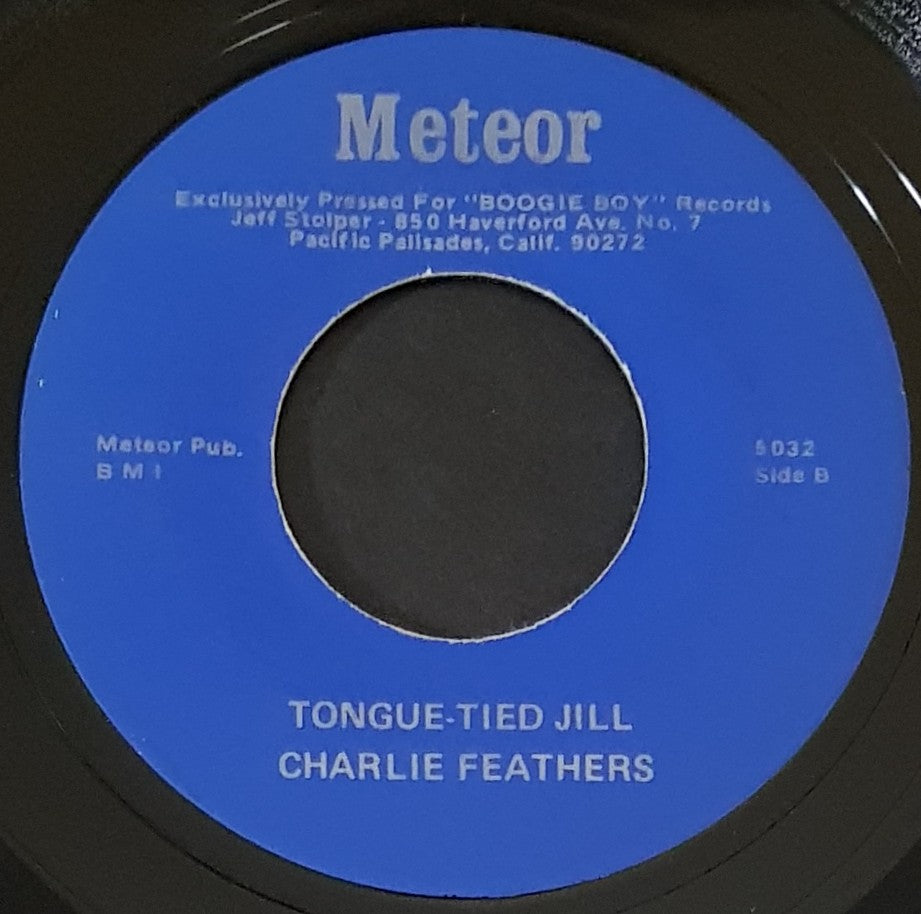 Meteor
Exclusively Pressed For "BOOGIE BOY" Records
Jeff Stolper - 850 Haverford Ave. No. 7
Pacific Palisades, Calif. 90272
Meteor Pub.
B M I
5032
Side B
TONGUE-TIED JILL
CHARLIE FEATHERS